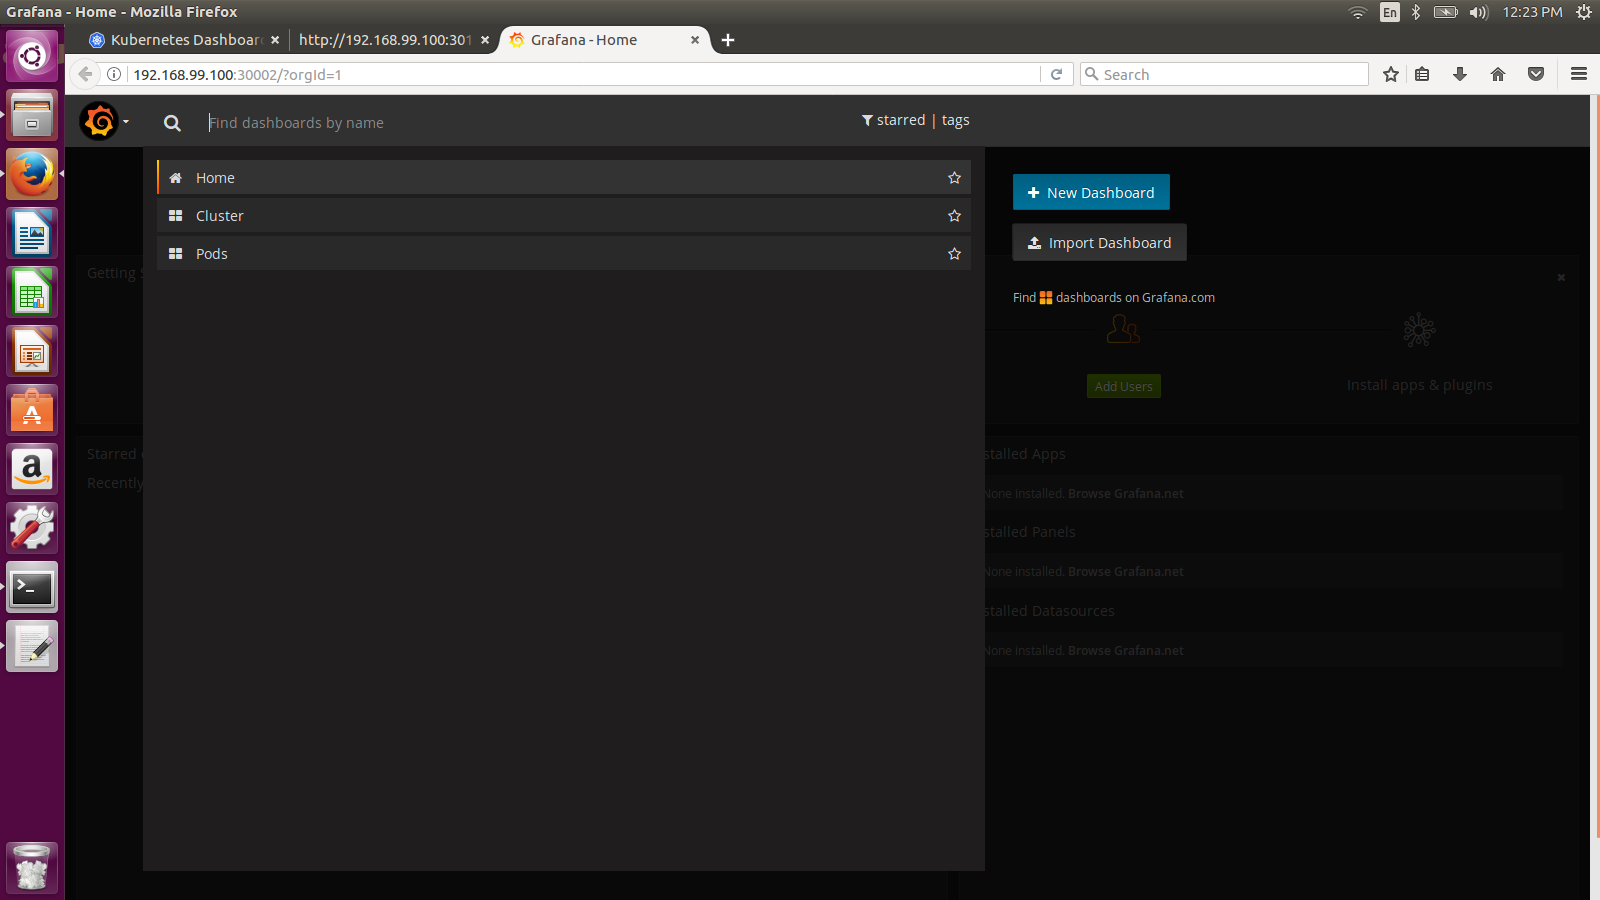 Grafana - Home - Mozilla Firefox
En
12:23 PM
Kubernetes Dashboar
http://192.168.99.100:301
Grafana - Home
192.168.99.100:30002/?orgId=1
Search
Find dashboards by name
starred | tags
Home
Cluster
Pods
New Dashboard
Import Dashboard
Find dashboards on Grafana.com
Getting S
Add Users
Install apps & plugins
Starred
Recently
stalled Apps
None installed. Browse Grafana.net
stalled Panels
None installed. Browse Grafana.net
stalled Datasources
None installed. Browse Grafana.net